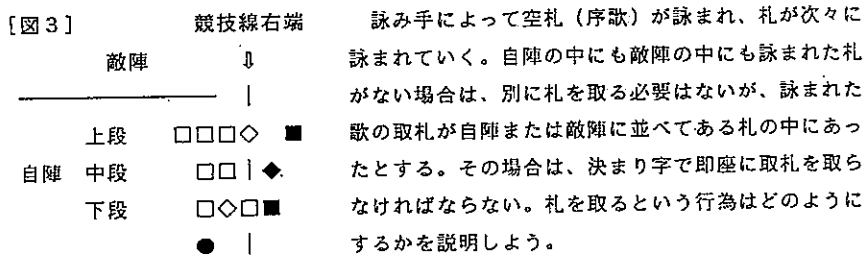 [図3] 競技線右端
敵陣 ⇩
上段 □□□◇ ■
自陣 中段 □□|◆
下段 □◇□■
● |
詠み手によって空札（序歌）が詠まれ、札が次々に
詠まれていく。自陣の中にも敵陣の中にも詠まれた札
がない場合は、別に札を取る必要はないが、詠まれた
歌の取札が自陣または敵陣に並べてある札の中にあっ
たとする。その場合は、決まり字で即座に取札を取ら
なければならない。札を取るという行為はどのように
するかを説明しよう。